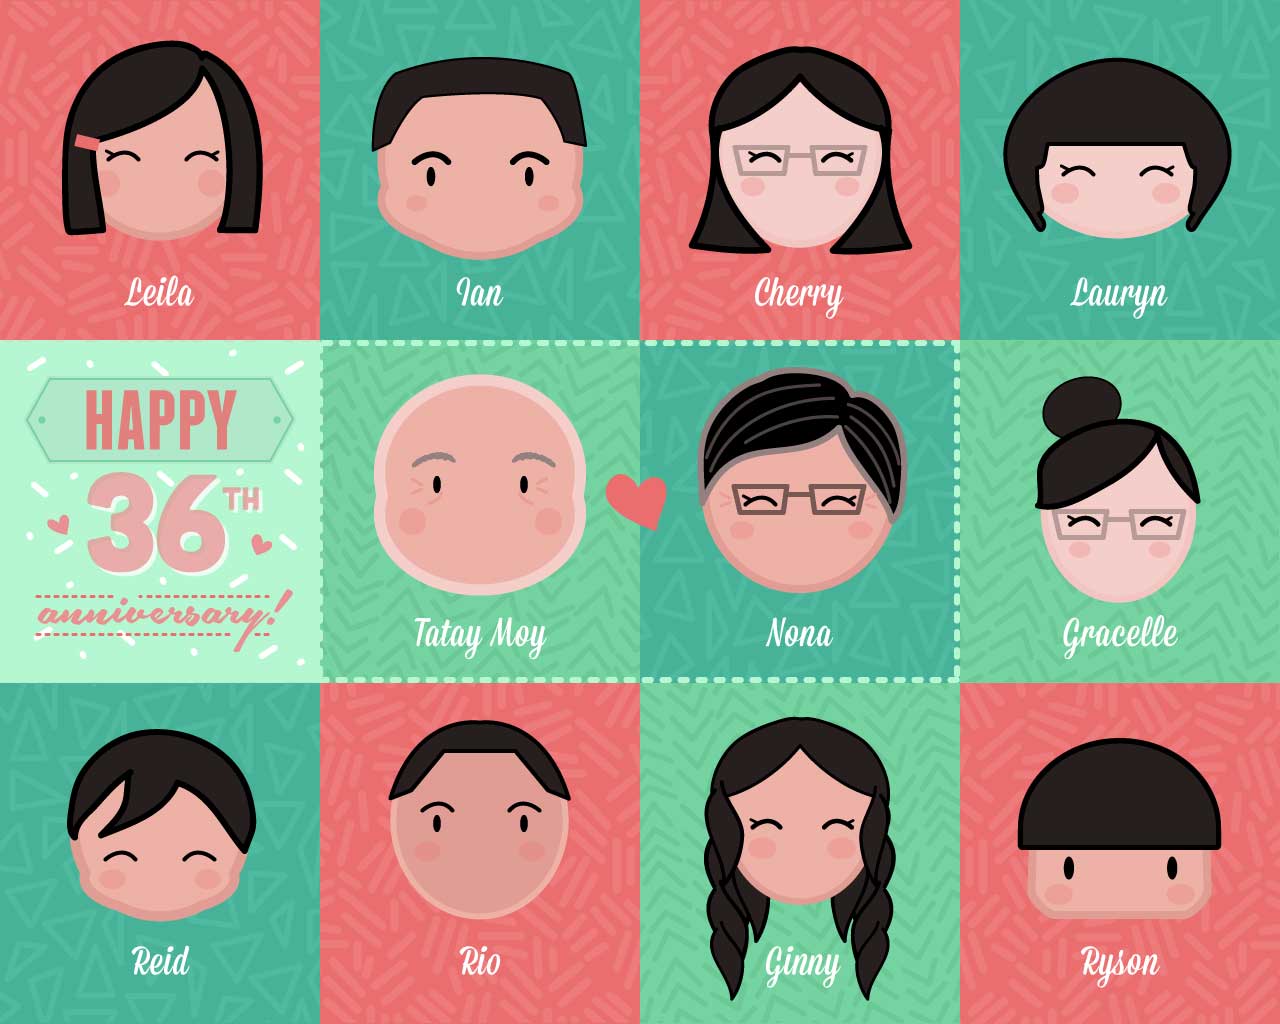 Leila
Ian
Cherry
Lauryn
HAPPY
36TH
anniversary!
Tatay Moy
Nona
Gracelle
Reid
Rio
Ginny
Ryson